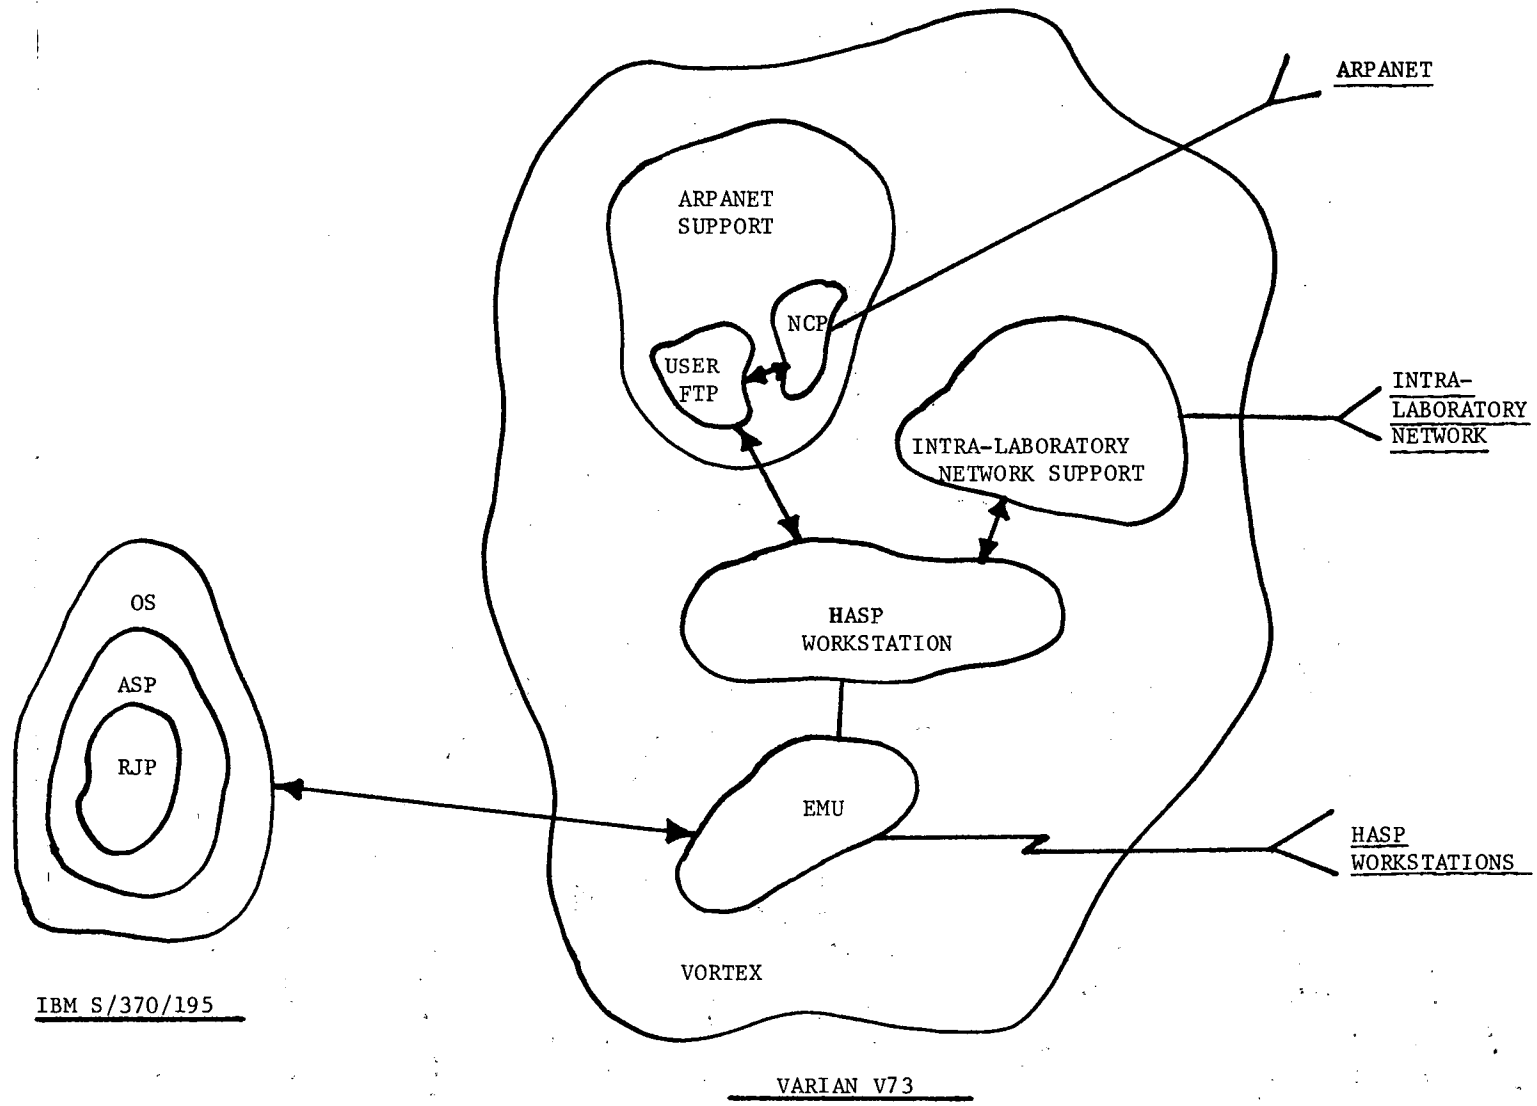 ARPANET
ARPANET
SUPPORT
NCP
USER
FTP
INTRA-
LABORATORY
NETWORK
INTRA-LABORATORY
NETWORK SUPPORT
OS
HASP
WORKSTATION
ASP
RJP
EMU
HASP
WORKSTATIONS
VORTEX
IBM S/370/195
VARIAN V73